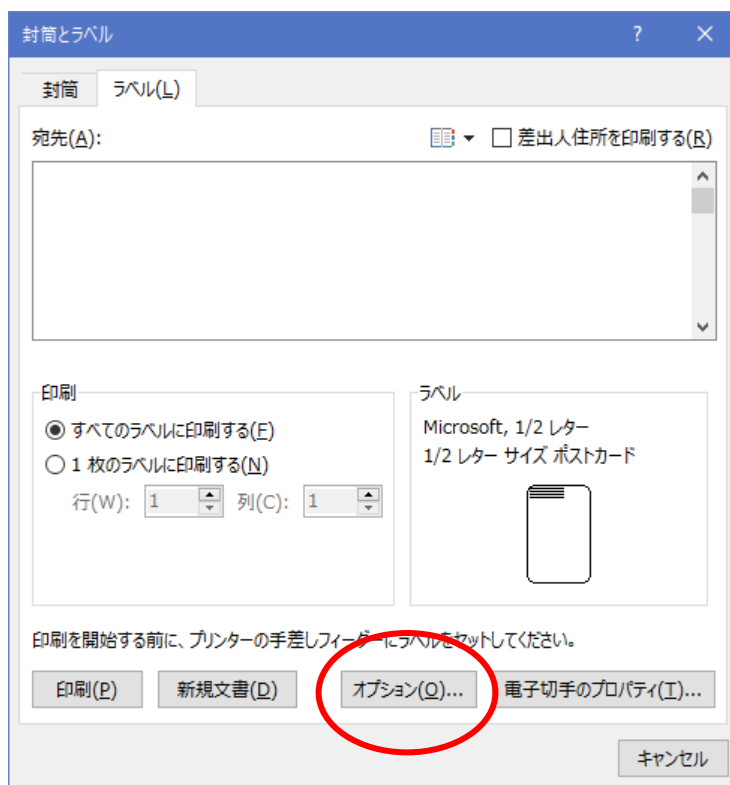 封筒とラベル ? ×
封筒 ラベル(L)
宛先(A): 差出人住所を印刷する(R)
印刷
すべてのラベルに印刷する(F)
1 枚のラベルに印刷する(N)
行(W): 1 列(C): 1
ラベル
Microsoft, 1/2 レター
1/2 レター サイズ ポストカード
印刷を開始する前に、プリンターの手差しフィーダーにラベルをセットしてください。
印刷(P) 新規文書(D) オプション(O)... 電子切手のプロパティ(T)...
キャンセル